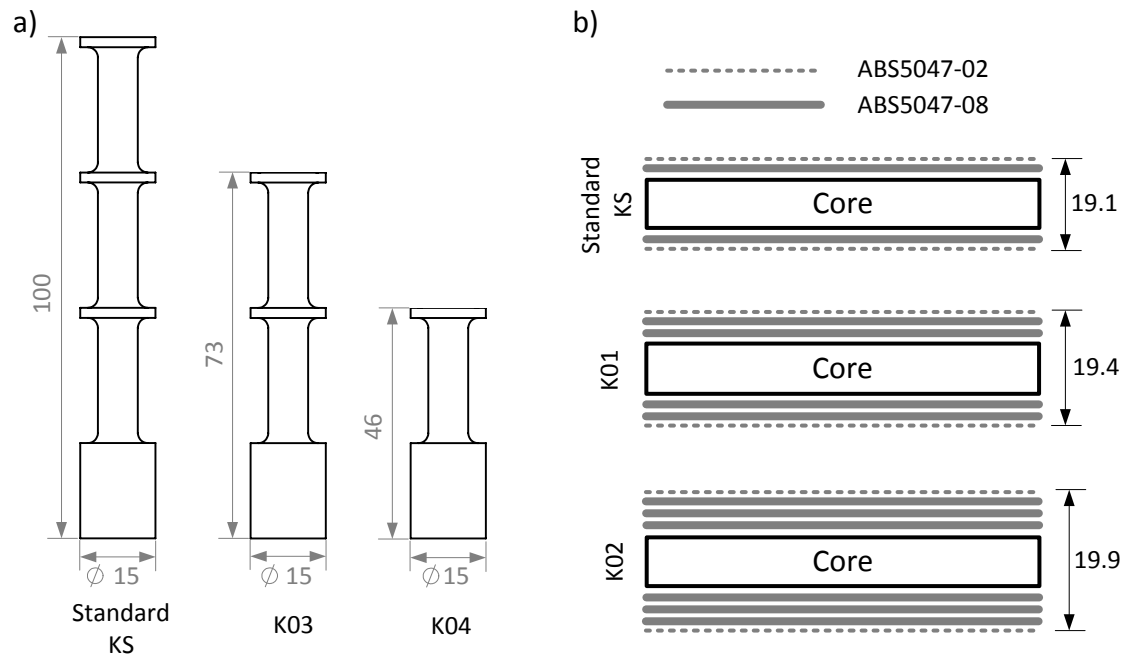 a)
100
73
46
∅ 15
∅ 15
∅ 15
Standard
KS
K03
K04
b)
ABS5047-02
ABS5047-08
Standard
KS
Core
19.1
K01
Core
19.4
K02
Core
19.9